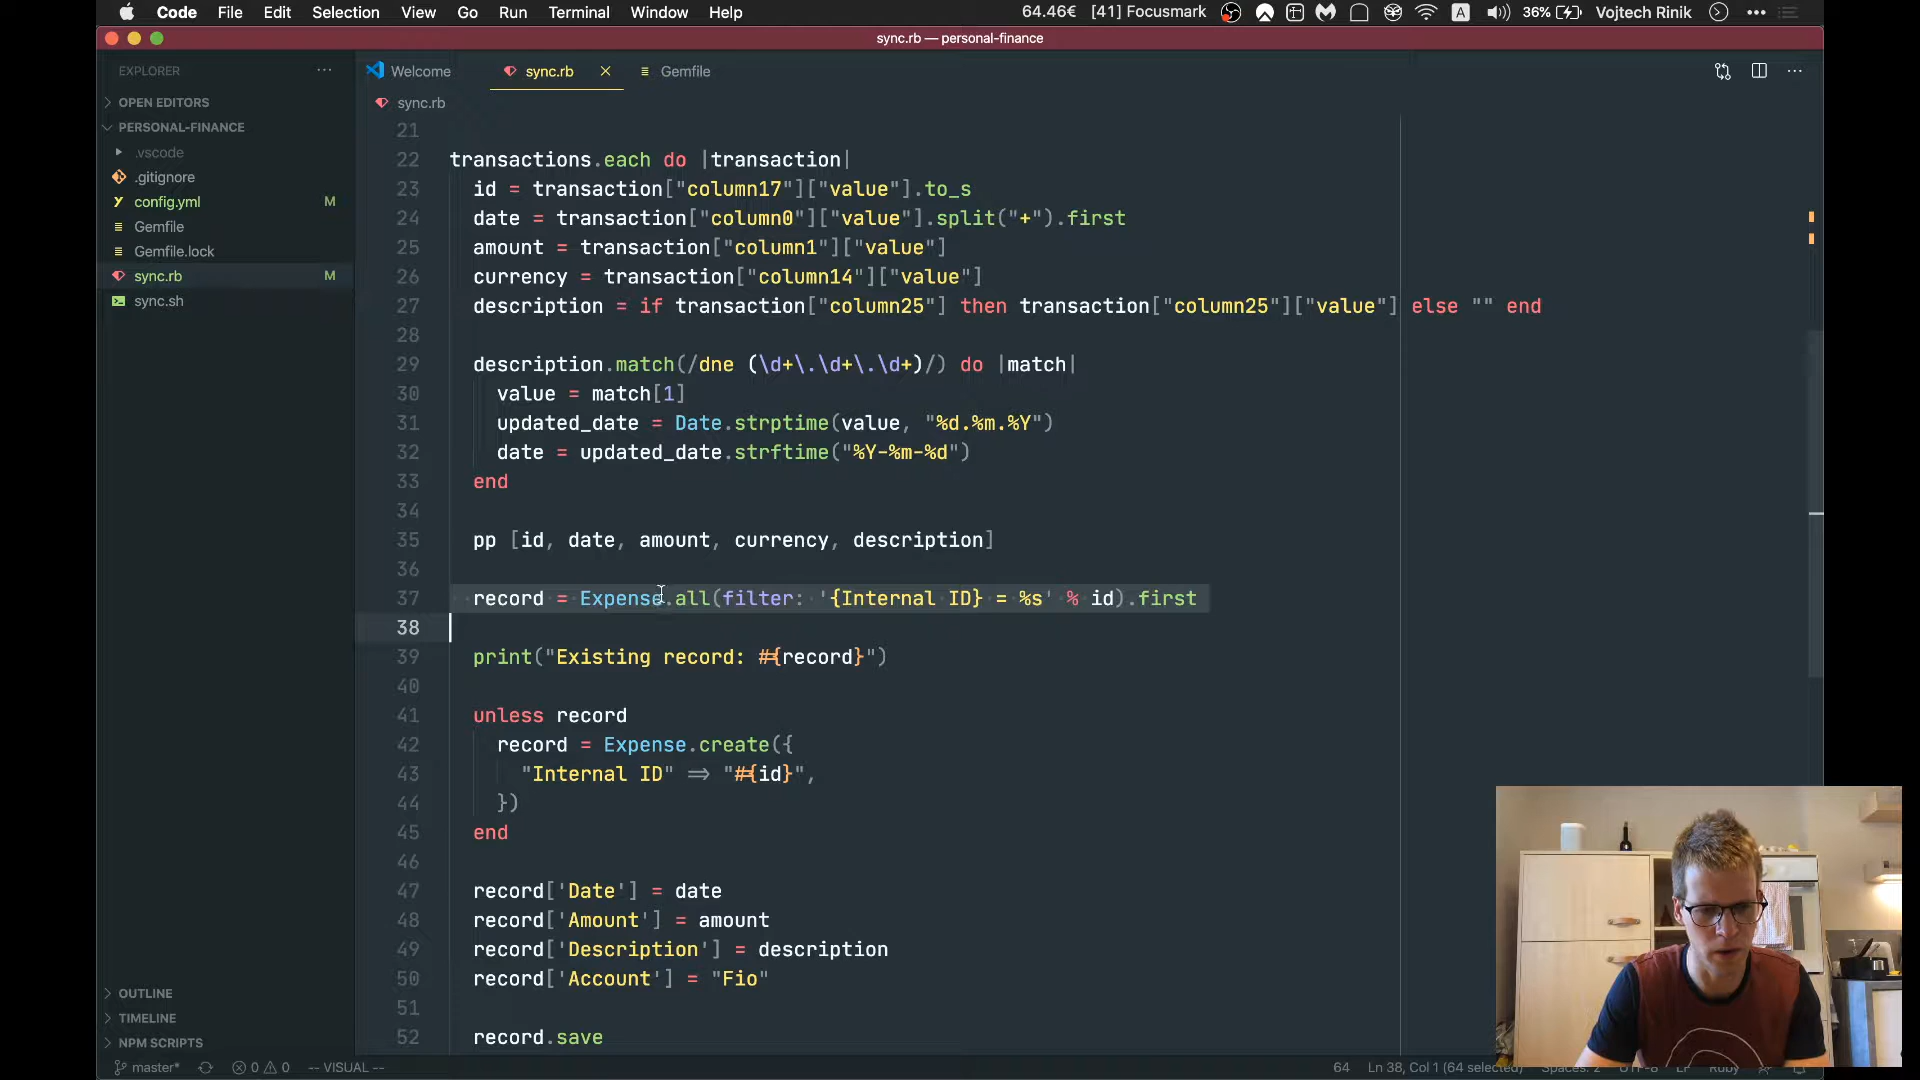 Code File Edit Selection View Go Run Terminal Window Help 64.46€ [41] Focusmark A 36% Vojtech Rinik
sync.rb — personal-finance
EXPLORER
OPEN EDITORS
PERSONAL-FINANCE
.vscode
.gitignore
config.yml M
Gemfile
Gemfile.lock
sync.rb M
sync.sh
OUTLINE
TIMELINE
NPM SCRIPTS
Welcome sync.rb Gemfile
sync.rb
21
22 transactions.each do |transaction|
23 id = transaction["column17"]["value"].to_s
24 date = transaction["column0"]["value"].split("+").first
25 amount = transaction["column1"]["value"]
26 currency = transaction["column14"]["value"]
27 description = if transaction["column25"] then transaction["column25"]["value"] else "" end
28
29 description.match(/dne (\d+\.\d+\.\d+)/) do |match|
30 value = match[1]
31 updated_date = Date.strptime(value, "%d.%m.%Y")
32 date = updated_date.strftime("%Y-%m-%d")
33 end
34
35 pp [id, date, amount, currency, description]
36
37 record = Expense.all(filter: '{Internal ID} = %s' % id).first
38
39 print("Existing record: #{record}")
40
41 unless record
42 record = Expense.create({
43 "Internal ID" => "#{id}",
44 })
45 end
46
47 record['Date'] = date
48 record['Amount'] = amount
49 record['Description'] = description
50 record['Account'] = "Fio"
51
52 record.save
master* 0 0 -- VISUAL -- 64 Ln 38, Col 1 (64 selected) Spaces: 2 UTF-8 LF Ruby